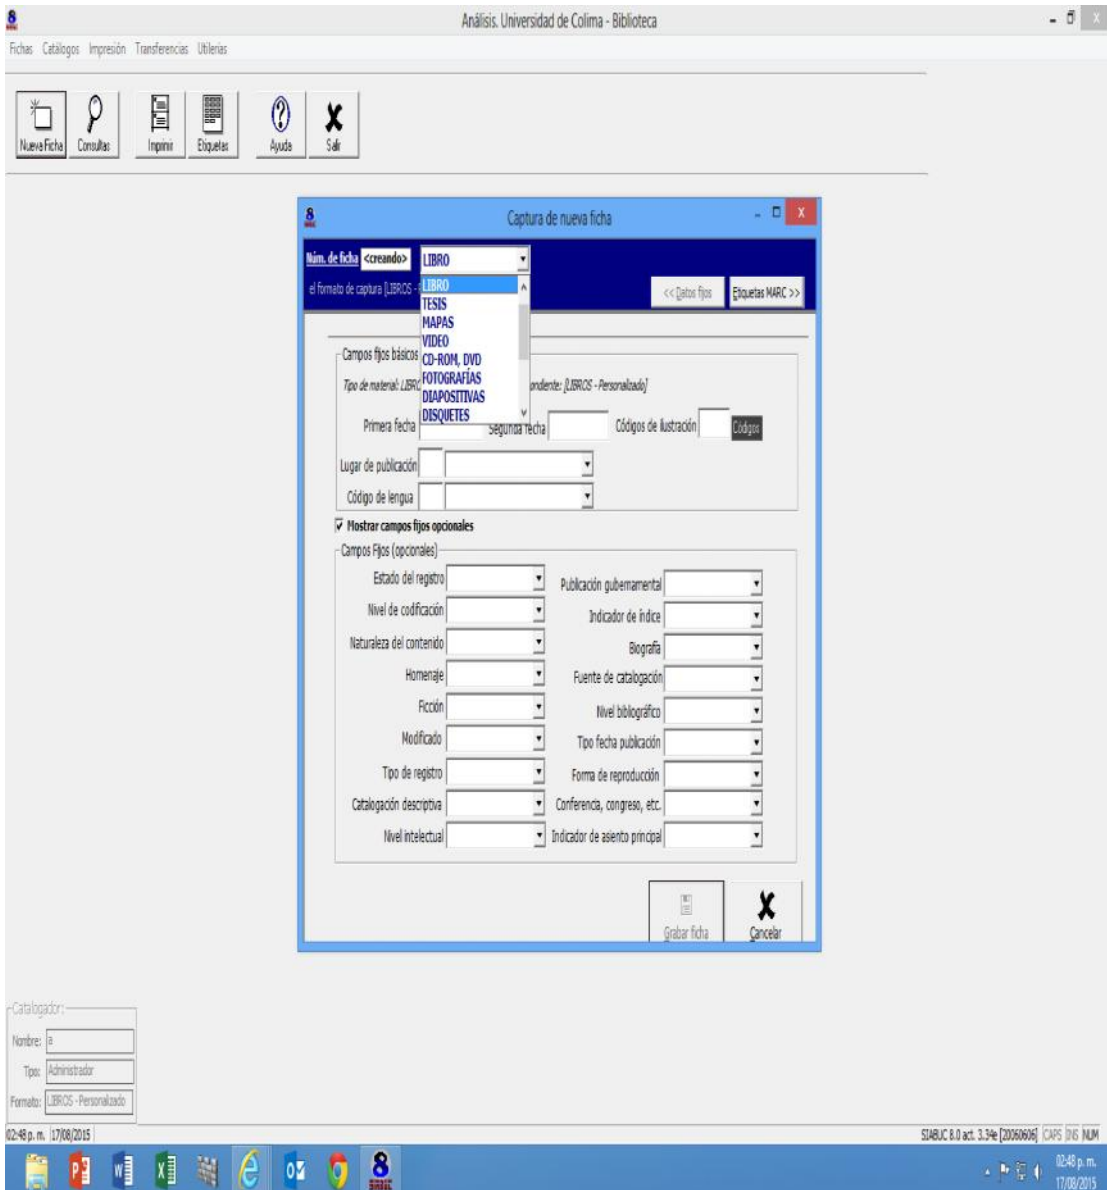 Análisis. Universidad de Colima - Biblioteca
Fichas Catálogos Impresión Transferencias Utilerías
Nueva Ficha Consultas Imprimir Etiquetas Ayuda Salir
Captura de nueva ficha
Núm. de ficha <creando> LIBRO
el formato de captura [LIBROS -
<< Datos fijos Etiquetas MARC >>
LIBRO
TESIS
MAPAS
VIDEO
CD-ROM, DVD
FOTOGRAFÍAS
DIAPOSITIVAS
DISQUETES
Campos fijos básicos
Tipo de material: LIBRO ondiente: [LIBROS - Personalizado]
Primera fecha Segunda fecha Códigos de ilustración Códigos
Lugar de publicación
Código de lengua
Mostrar campos fijos opcionales
Campos Fijos (opcionales)
Estado del registro Publicación gubernamental
Nivel de codificación Indicador de índice
Naturaleza del contenido Biografía
Homenaje Fuente de catalogación
Ficción Nivel bibliográfico
Modificado Tipo fecha publicación
Tipo de registro Forma de reproducción
Catalogación descriptiva Conferencia, congreso, etc.
Nivel intelectual Indicador de asiento principal
Grabar ficha Cancelar
Catalogador:
Nombre: a
Tipo: Administrador
Formato: LIBROS - Personalizado
02:48 p. m. 17/08/2015 SIABUC 8.0 act. 3.34e [20060606] CAPS INS NUM
02:48 p. m.
17/08/2015